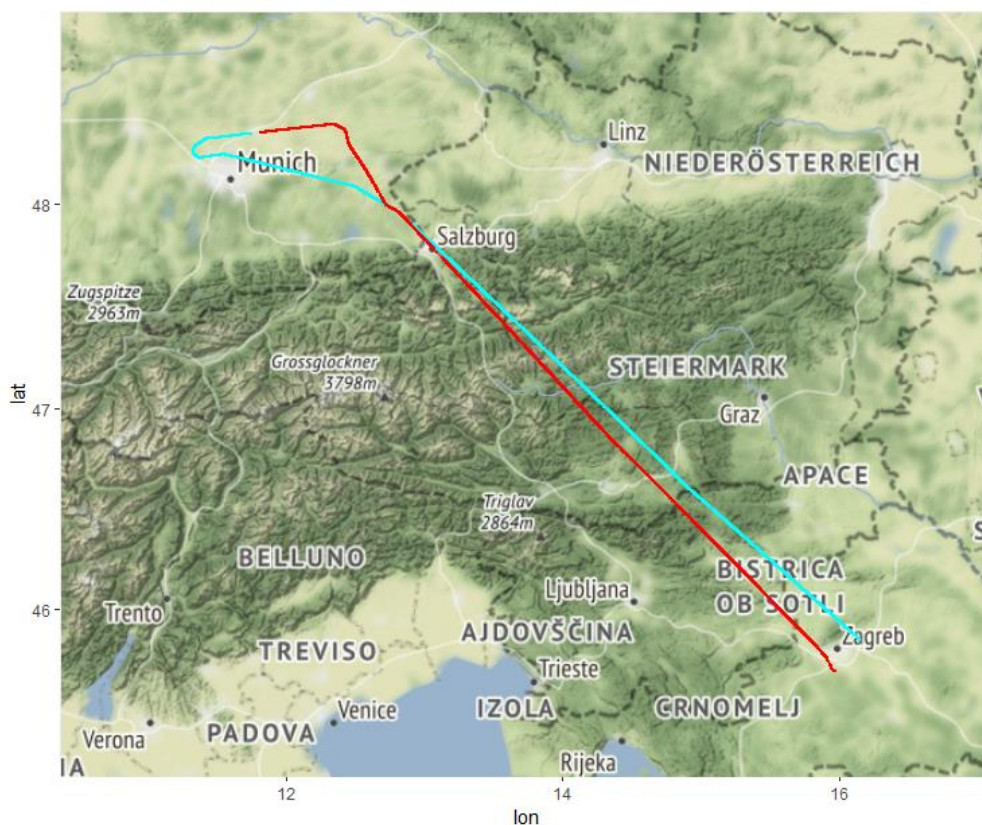 Linz
NIEDERÖSTERREICH
Munich
48
Salzburg
Zugspitze
2963m
Grossglockner
3798m
STEIERMARK
lat
47
Graz
APACE
Triglav
2864m
BELLUNO
BISTRICA
OB SOTLI
46
Trento
Ljubljana
AJDOVŠČINA
Zagreb
TREVISO
Trieste
IZOLA
CRNOMELJ
Venice
PADOVA
Verona
Rijeka
IA
12
14
16
lon